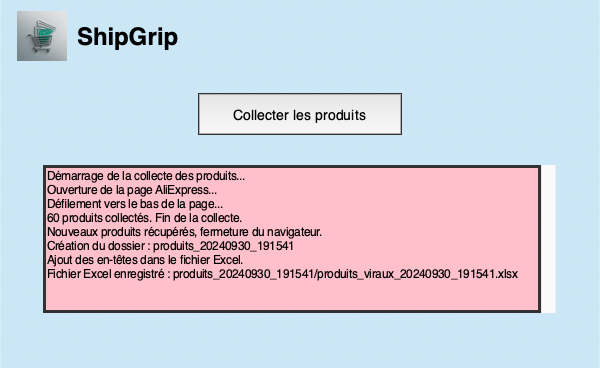 ShipGrip
Collecter les produits
Démarrage de la collecte des produits...
Ouverture de la page AliExpress...
Défilement vers le bas de la page...
60 produits collectés. Fin de la collecte.
Nouveaux produits récupérés, fermeture du navigateur.
Création du dossier : produits_20240930_191541
Ajout des en-têtes dans le fichier Excel.
Fichier Excel enregistré : produits_20240930_191541/produits_viraux_20240930_191541.xlsx